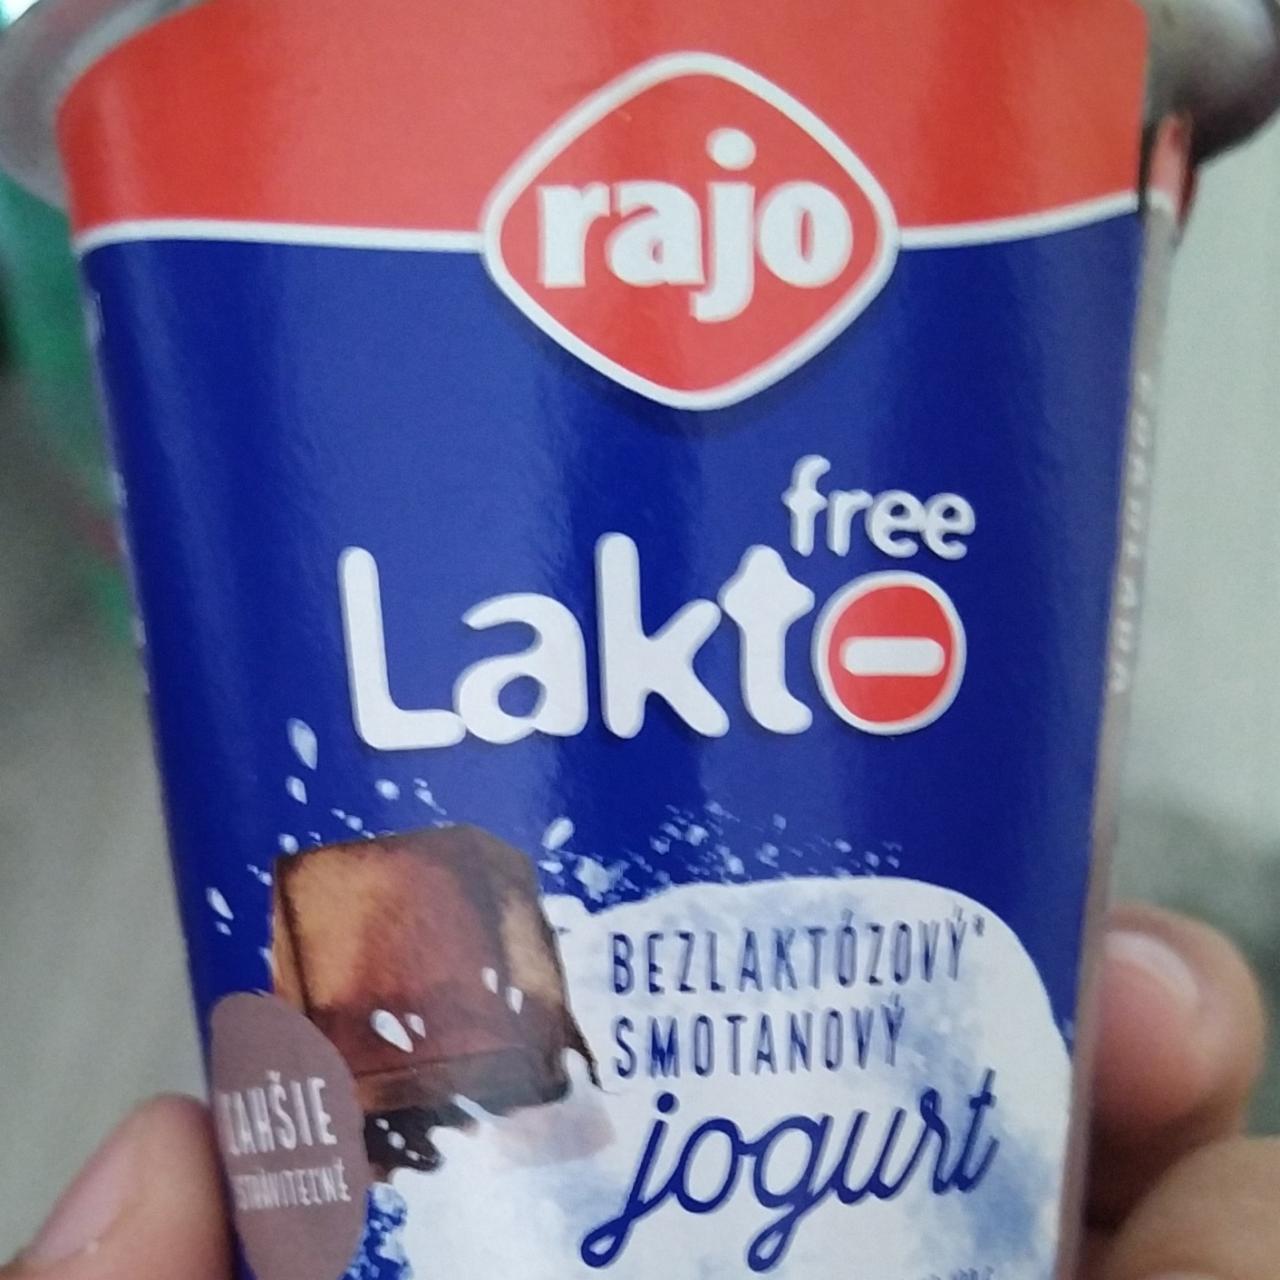 rajo
free
Lakto
BEZLAKTÓZOVÝ*
SMOTANOVÝ
jogurt
ĽAHŠIE
STRÁVITEĽNÉ